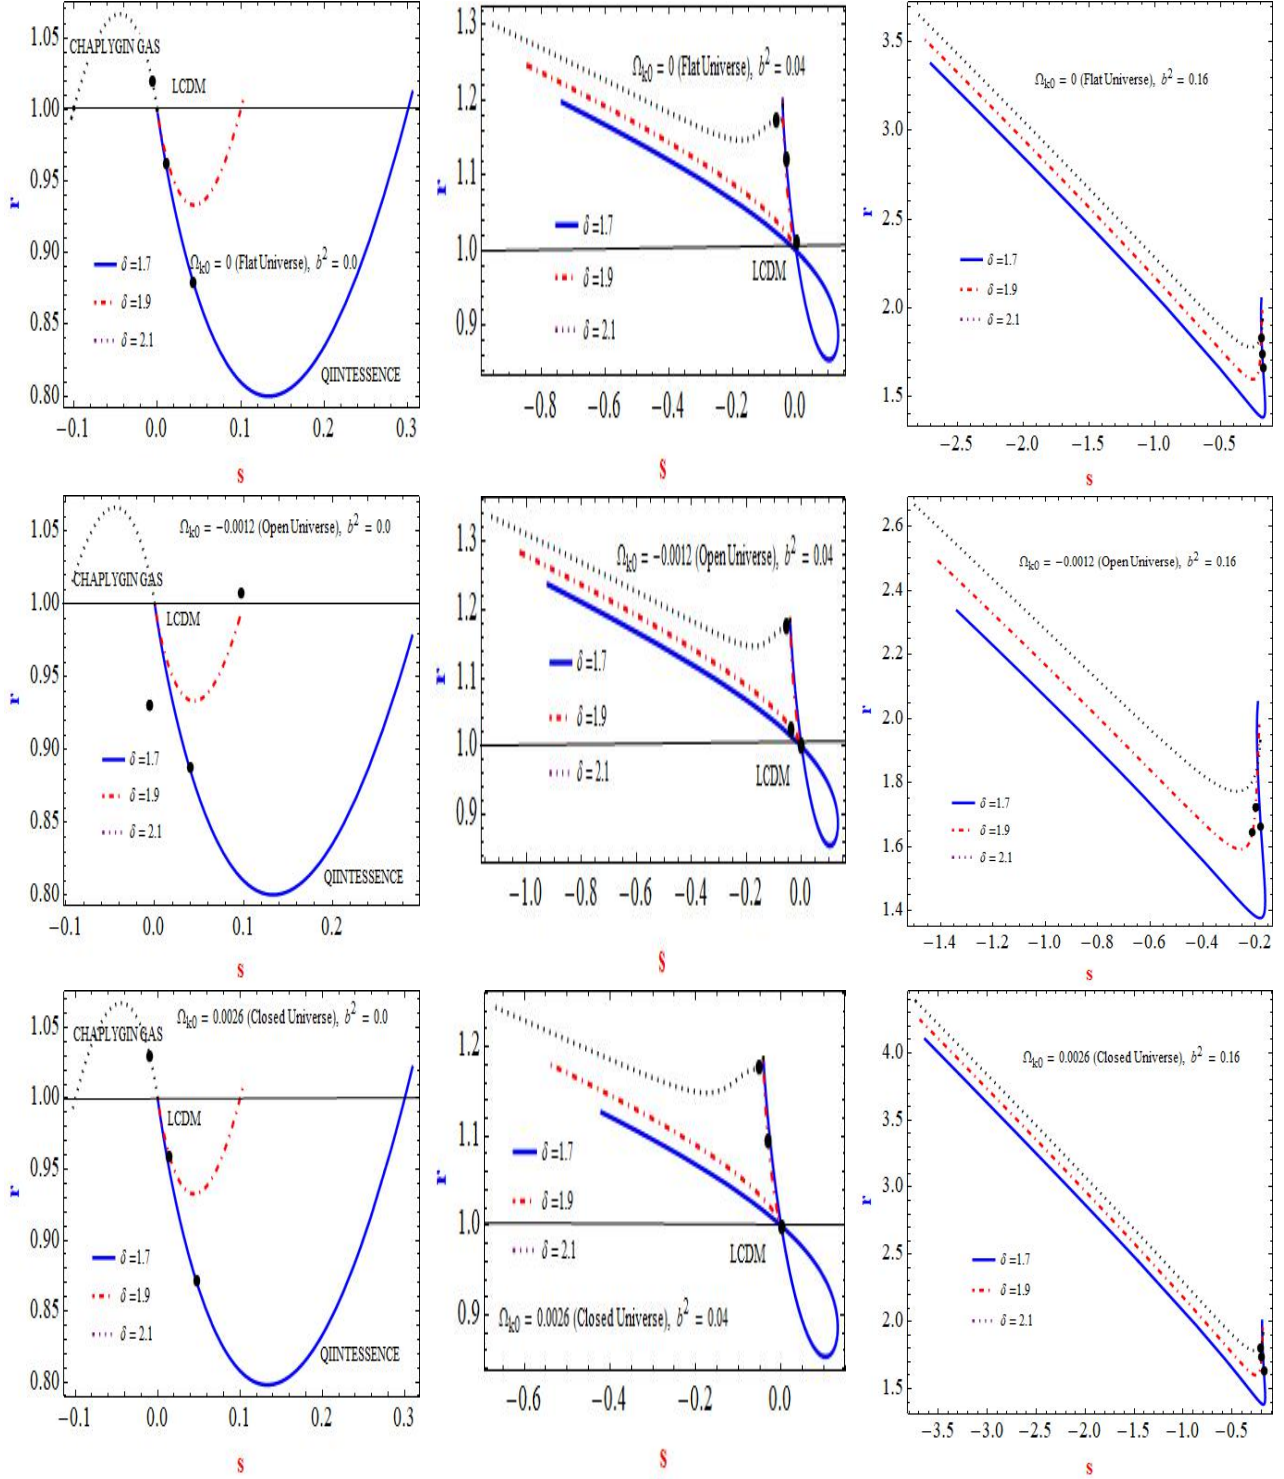 1.05
CHAPLYGIN GAS
LCDM
1.00
0.95
r
0.90
Ωk0 = 0 (Flat Universe), b² = 0.0
δ =1.7
δ =1.9
0.85
δ = 2.1
QIINTESSENCE
0.80
−0.1 0.0 0.1 0.2 0.3
s
1.3
Ωk0 = 0 (Flat Universe), b² = 0.04
1.2
r
1.1
δ =1.7
1.0
LCDM
δ =1.9
0.9
δ = 2.1
−0.8 −0.6 −0.4 −0.2 0.0
s
3.5
Ωk0 = 0 (Flat Universe), b² = 0.16
3.0
2.5
r
δ =1.7
2.0
δ =1.9
δ = 2.1
1.5
−2.5 −2.0 −1.5 −1.0 −0.5
s
1.05
Ωk0 = −0.0012 (Open Universe), b² = 0.0
CHAPLYGIN GAS
1.00
LCDM
0.95
r
0.90
δ =1.7
δ =1.9
0.85
δ = 2.1
QIINTESSENCE
0.80
−0.1 0.0 0.1 0.2
s
1.3
Ωk0 = −0.0012 (Open Universe), b² = 0.04
1.2
r
1.1
δ =1.7
δ =1.9
1.0
LCDM
δ = 2.1
0.9
−1.0 −0.8 −0.6 −0.4 −0.2 0.0
s
2.6
Ωk0 = −0.0012 (Open Universe), b² = 0.16
2.4
2.2
r
2.0
1.8
δ =1.7
δ =1.9
1.6
δ = 2.1
1.4
−1.4 −1.2 −1.0 −0.8 −0.6 −0.4 −0.2
s
1.05
Ωk0 = 0.0026 (Closed Universe), b² = 0.0
CHAPLYGIN GAS
1.00
LCDM
0.95
r
0.90
δ =1.7
δ =1.9
0.85
δ = 2.1
QIINTESSENCE
0.80
−0.1 0.0 0.1 0.2 0.3
s
1.2
r
1.1
δ =1.7
δ =1.9
1.0
δ = 2.1
LCDM
0.9
Ωk0 = 0.0026 (Closed Universe), b² = 0.04
−0.6 −0.4 −0.2 0.0
s
4.0
Ωk0 = 0.0026 (Closed Universe), b² = 0.16
3.5
3.0
r
2.5
δ =1.7
δ =1.9
2.0
δ = 2.1
1.5
−3.5 −3.0 −2.5 −2.0 −1.5 −1.0 −0.5
s